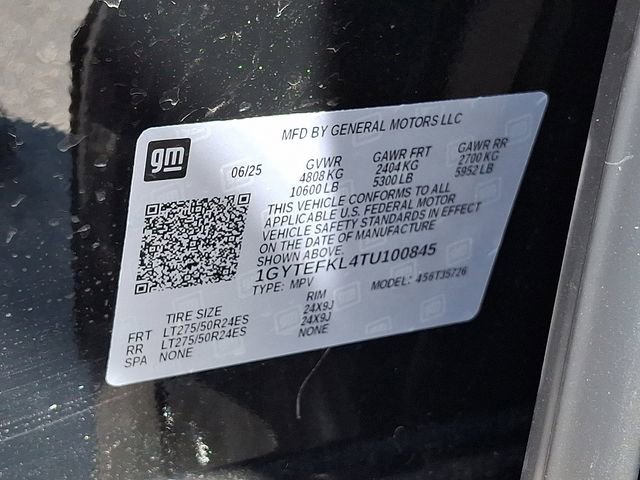 MFD BY GENERAL MOTORS LLC
gm
06/25
GVWR GAWR FRT GAWR RR
4808 KG 2404 KG 2700 KG
10600 LB 5300 LB 5952 LB
THIS VEHICLE CONFORMS TO ALL
APPLICABLE U.S. FEDERAL MOTOR
VEHICLE SAFETY STANDARDS IN EFFECT
ON THE DATE OF MANUFACTURE
SHOWN ABOVE.
1GYTEFKL4TU100845
TYPE: MPV MODEL: 456T35726
TIRE SIZE RIM
FRT LT275/50R24ES 24X9J
RR LT275/50R24ES 24X9J
SPA NONE NONE